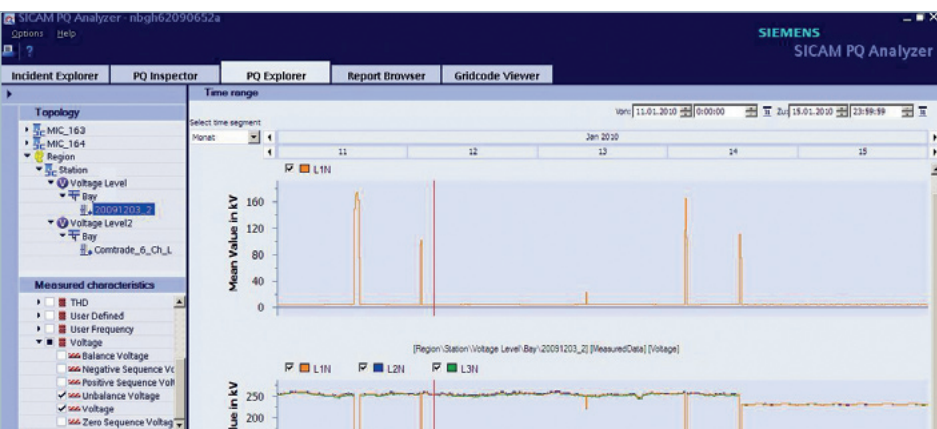 SICAM PQ Analyzer - nbgh62090652a
Options Help
SIEMENS
SICAM PQ Analyzer
?
Incident Explorer PQ Inspector PQ Explorer Report Browser Gridcode Viewer
Time range
Topology
MIC_163
MIC_164
Region
Station
Voltage Level
Bay
20091203_2
Voltage Level2
Bay
Comtrade_6_Ch_L
Measured characteristics
THD
User Defined
User Frequency
Voltage
Balance Voltage
Negative Sequence Vo
Positive Sequence Volt
Unbalance Voltage
Voltage
Zero Sequence Voltag
Von: 11.01.2010 0:00:00 Zu: 15.01.2010 23:59:59
Select time segment
Monat
Jan 2010
11 12 13 14 15
L1N
Mean Value in kV
160
120
80
40
0
[Region\Station\Voltage Level\Bay\20091203_2] [MeasuredData] [Voltage]
L1N L2N L3N
ue in kV
250
200